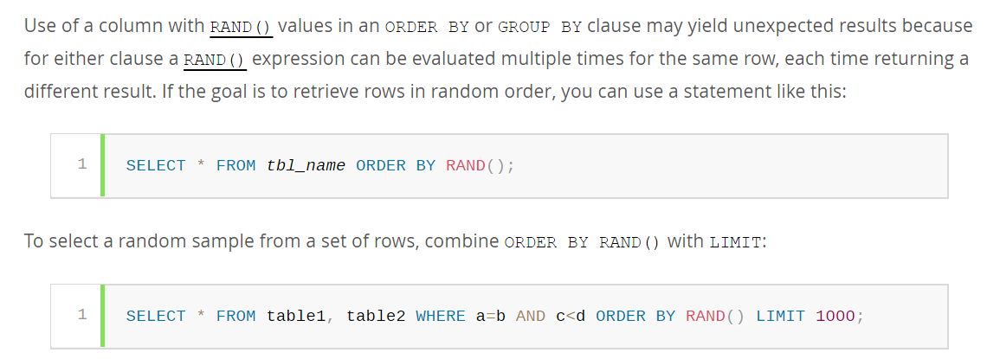 Use of a column with RAND() values in an ORDER BY or GROUP BY clause may yield unexpected results because
for either clause a RAND() expression can be evaluated multiple times for the same row, each time returning a
different result. If the goal is to retrieve rows in random order, you can use a statement like this:
1 SELECT * FROM tbl_name ORDER BY RAND();
To select a random sample from a set of rows, combine ORDER BY RAND() with LIMIT:
1 SELECT * FROM table1, table2 WHERE a=b AND c<d ORDER BY RAND() LIMIT 1000;